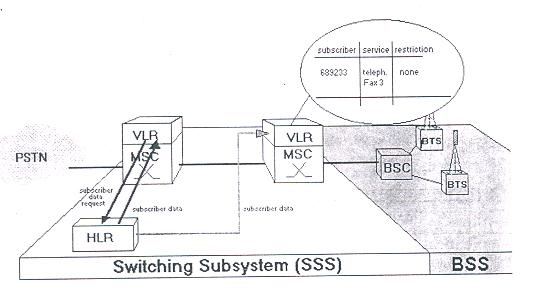 subscriber service restriction
689233 teleph. none
Fax 3
VLR
MSC
VLR
MSC
PSTN
BTS
BSC
BTS
subscriber
data
request
subscriber data
subscriber data
HLR
Switching Subsystem (SSS)
BSS